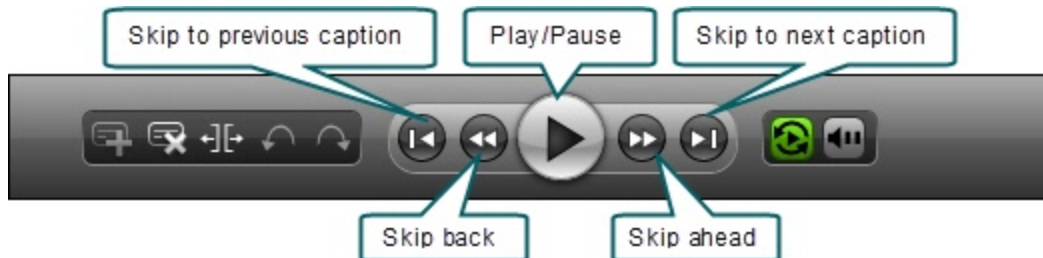 Skip to previous caption
Play/Pause
Skip to next caption
Skip back
Skip ahead